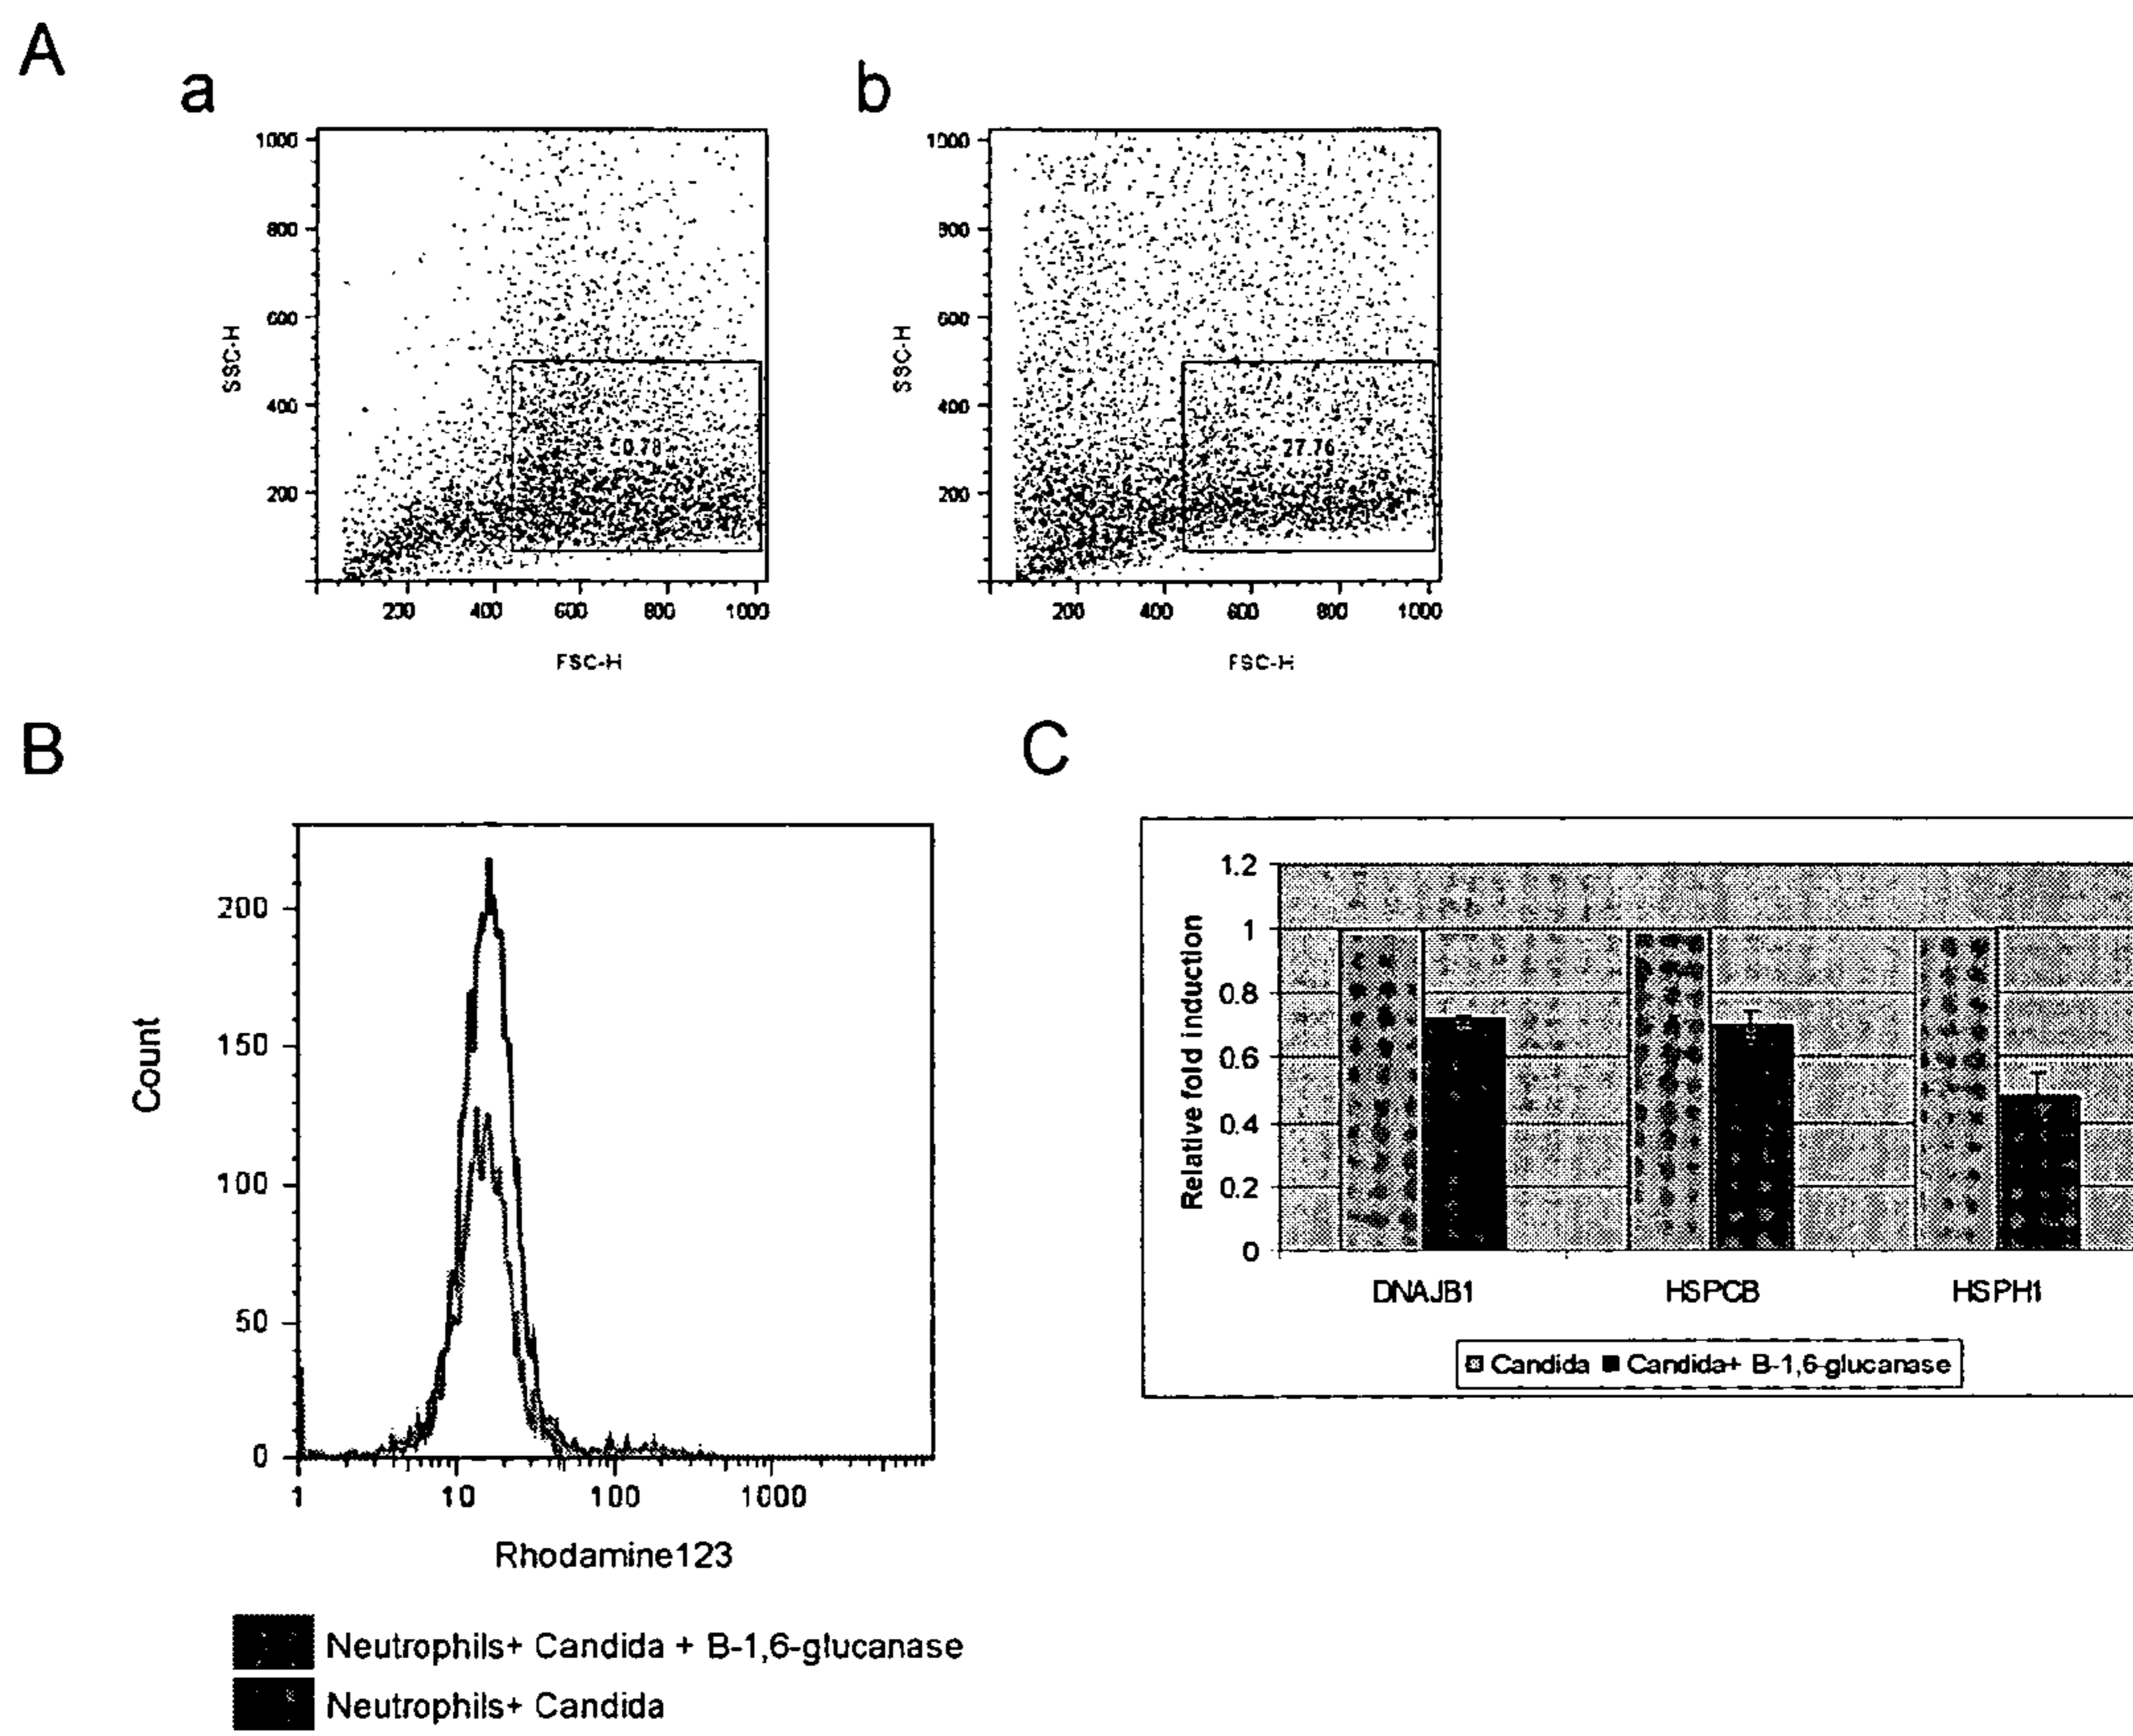 A
a
b
1000
800
600
400
200
SSC-H
200
400
600
800
1000
FSC-H
1000
800
600
400
200
SSC-H
27.76
200
400
600
800
1000
FSC-H
B
C
200
150
100
50
0
Count
1
10
100
1000
Rhodamine123
Neutrophils+ Candida + B-1,6-glucanase
Neutrophils+ Candida
1.2
1
0.8
0.6
0.4
0.2
0
Relative fold induction
DNAJB1
HSPCB
HSPH1
Candida Candida+ B-1,6-glucanase